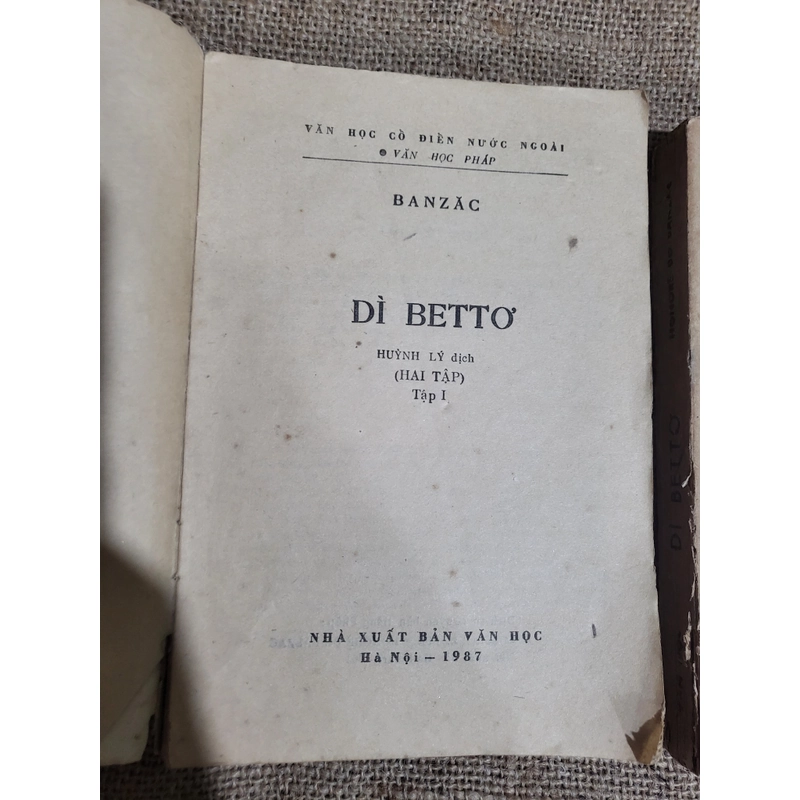 VĂN HỌC CỔ ĐIỂN NƯỚC NGOÀI
● VĂN HỌC PHÁP
BANZĂC
DÌ BETTƠ
HUỲNH LÝ dịch
(HAI TẬP)
Tập I
NHÀ XUẤT BẢN VĂN HỌC
Hà Nội — 1987
DÌ BETTƠ